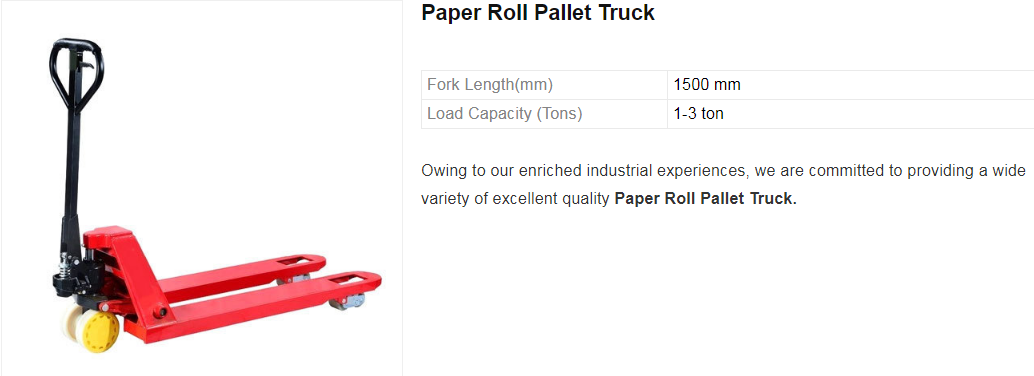 Paper Roll Pallet Truck
Fork Length(mm) 1500 mm
Load Capacity (Tons) 1-3 ton
Owing to our enriched industrial experiences, we are committed to providing a wide
variety of excellent quality Paper Roll Pallet Truck.